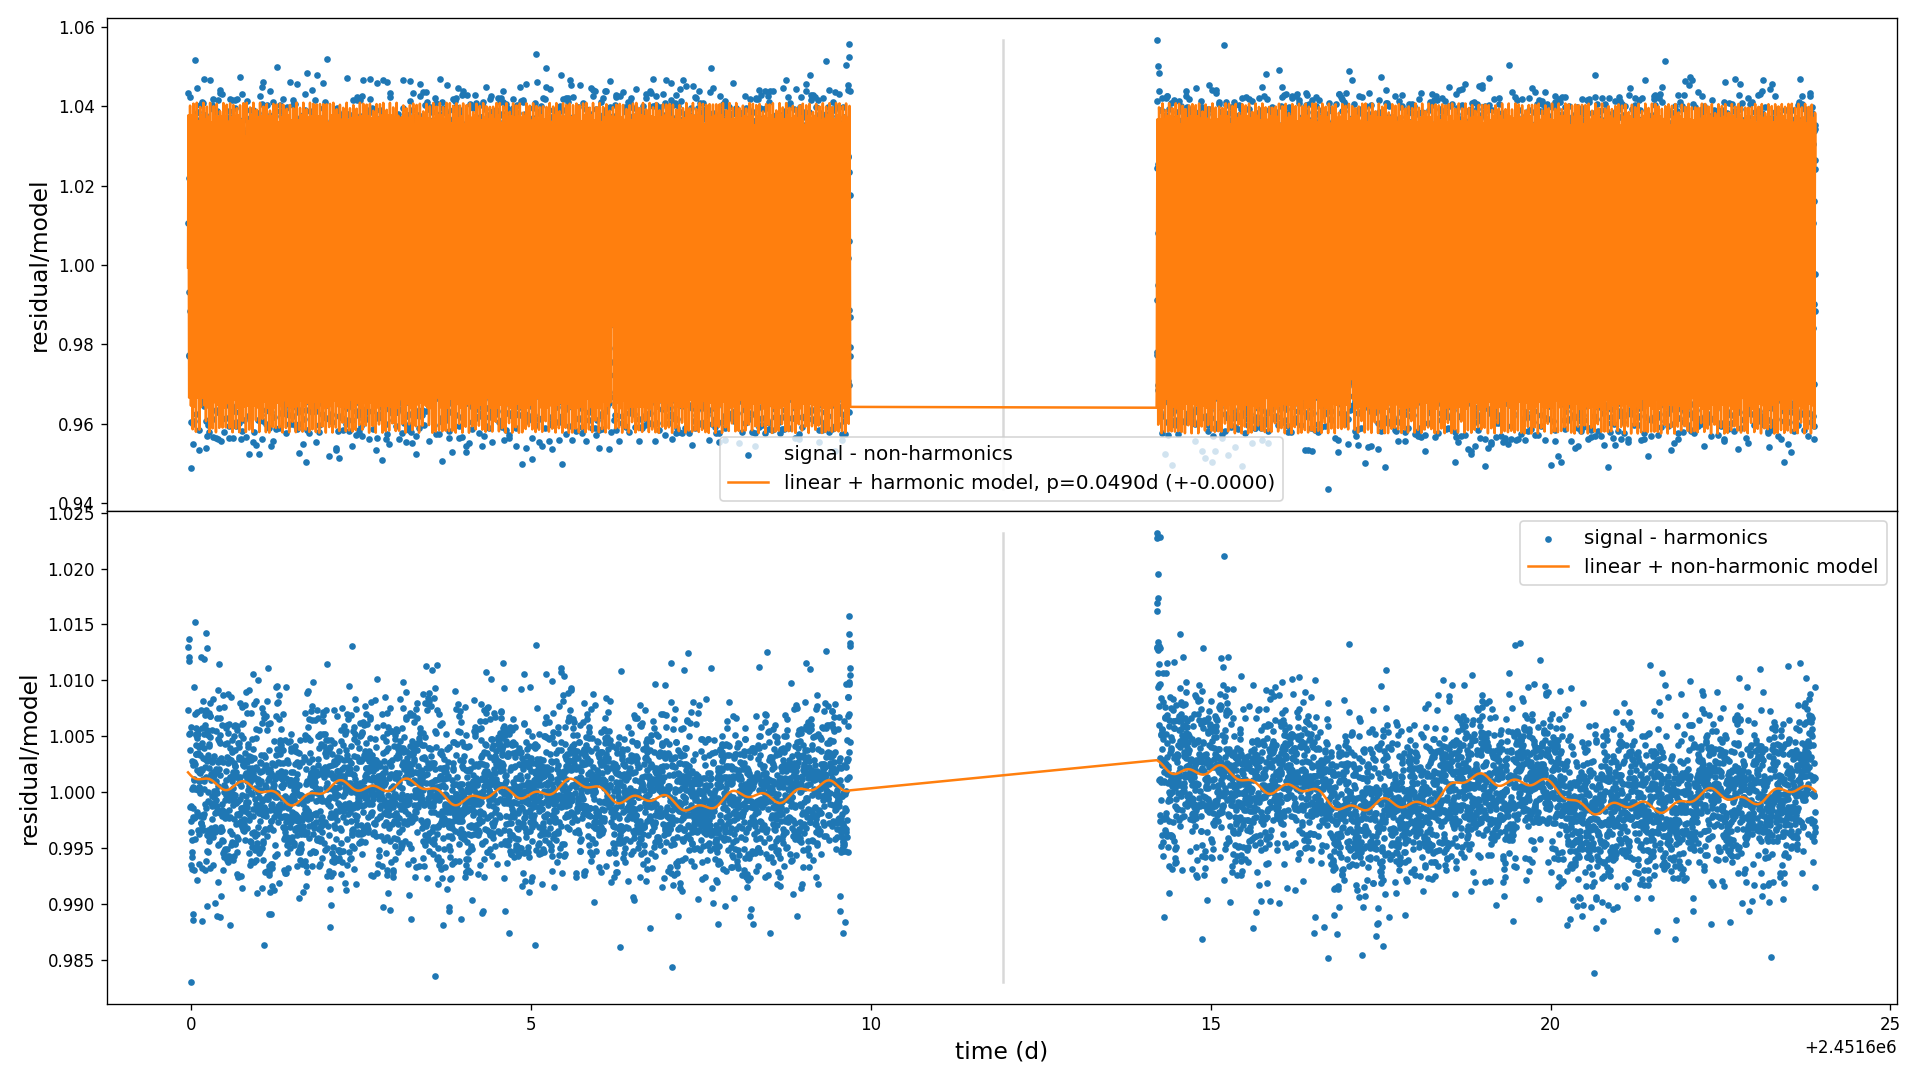 1.06
1.04
1.02
1.00
0.98
0.96
0.94
residual/model
signal - non-harmonics
linear + harmonic model, p=0.0490d (+-0.0000)
1.025
1.020
1.015
1.010
1.005
1.000
0.995
0.990
0.985
residual/model
signal - harmonics
linear + non-harmonic model
0 5 10 15 20 25
time (d)
+2.4516e6